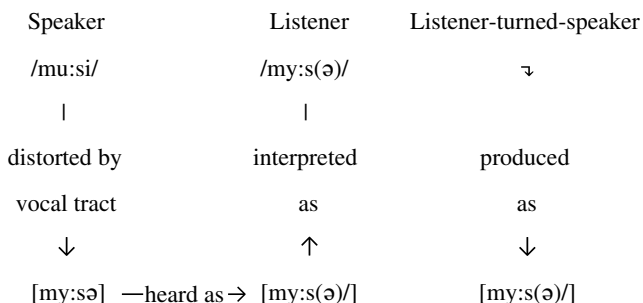 Speaker Listener Listener-turned-speaker
/mu:si/ /my:s(ə)/ ↴
| |
distorted by interpreted produced
vocal tract as as
↓ ↑ ↓
[my:sə] —heard as→ [my:s(ə)/] [my:s(ə)/]